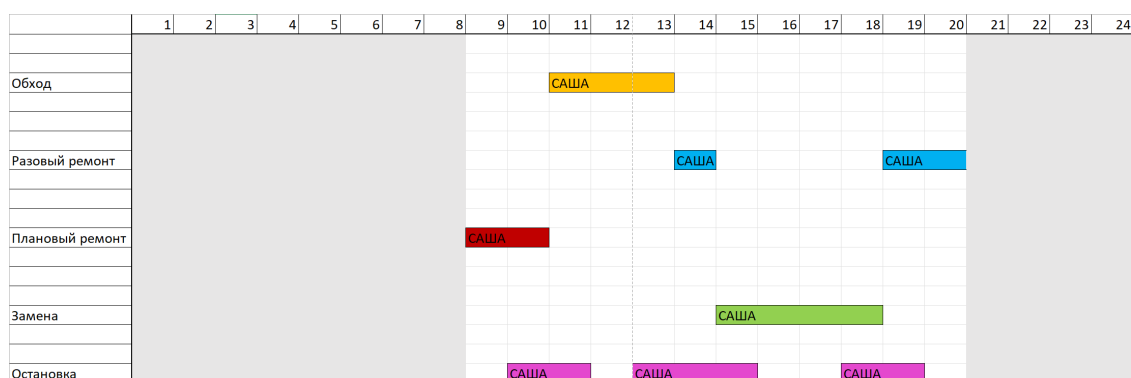 1 2 3 4 5 6 7 8 9 10 11 12 13 14 15 16 17 18 19 20 21 22 23 24
Обход САША
Разовый ремонт САША САША
Плановый ремонт САША
Замена САША
Остановка САША САША САША